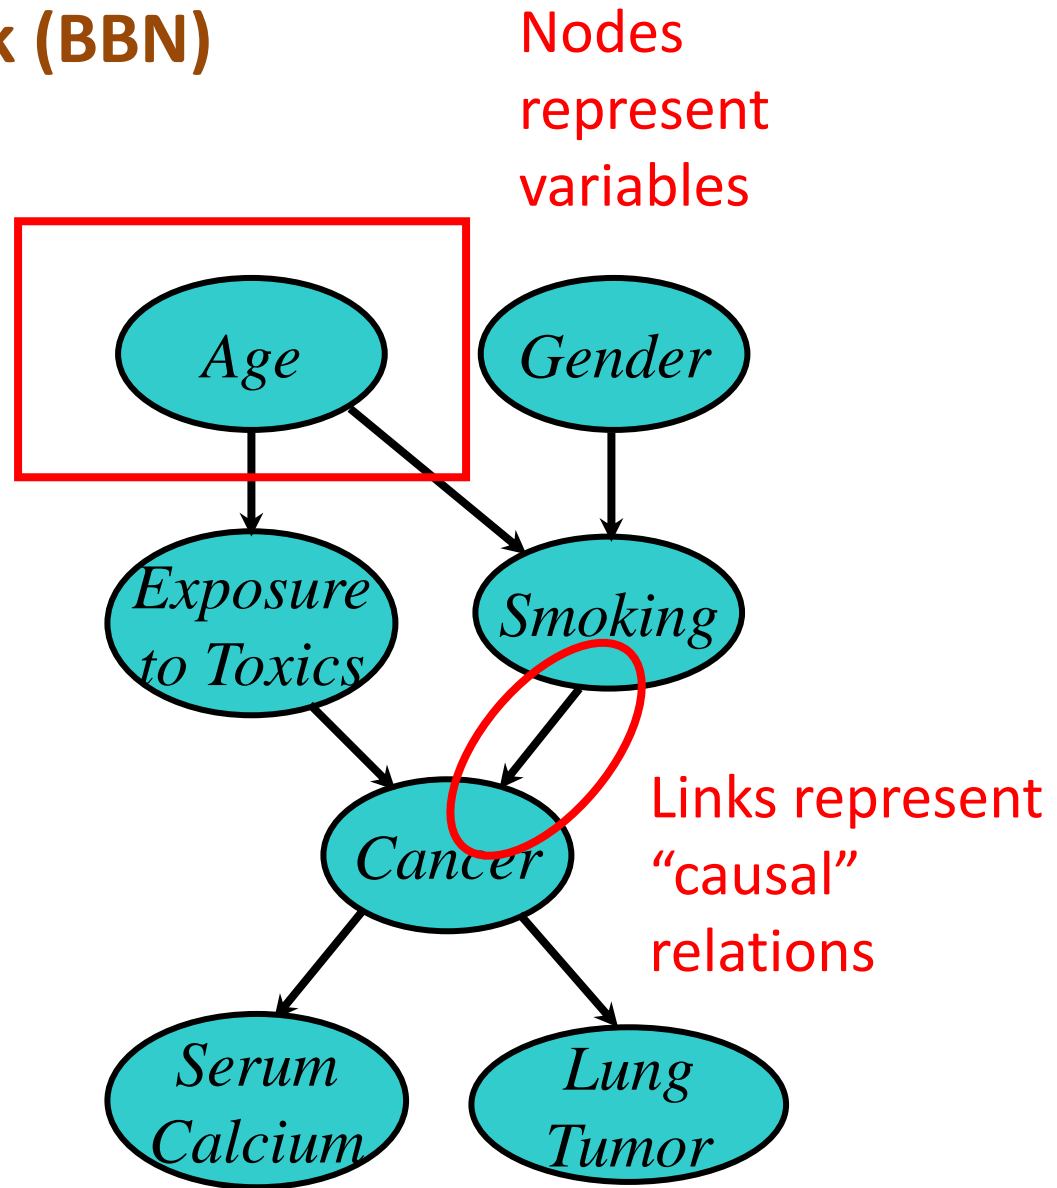 k (BBN)
Nodes
represent
variables
Age
Gender
Exposure
to Toxics
Smoking
Cancer
Links represent
“causal”
relations
Serum
Calcium
Lung
Tumor